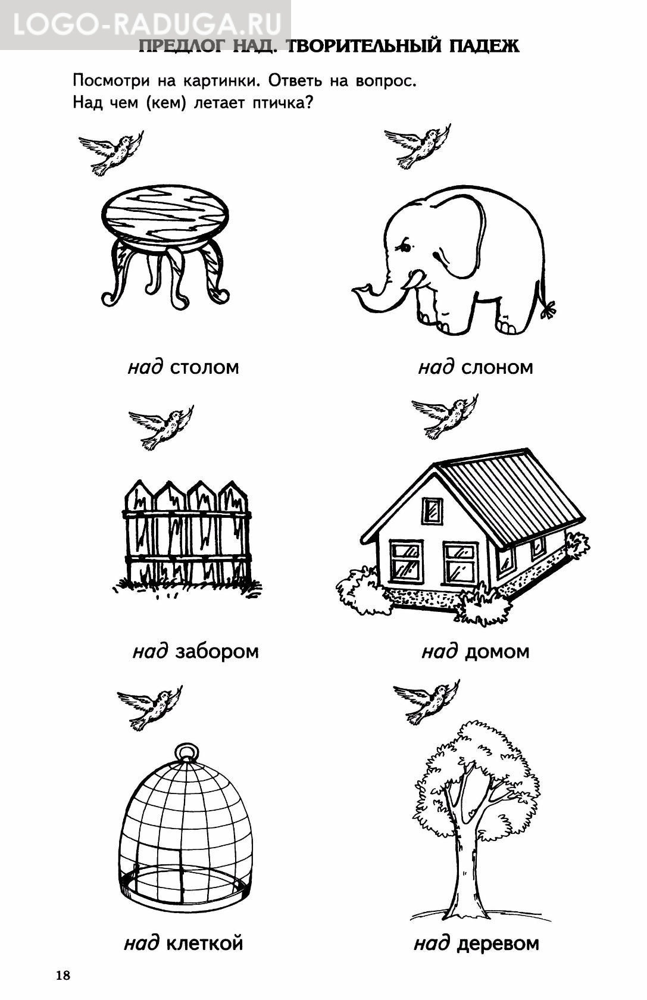 LOGO-RADUGA.RU
ПРЕДЛОГ НАД. ТВОРИТЕЛЬНЫЙ ПАДЕЖ
Посмотри на картинки. Ответь на вопрос.
Над чем (кем) летает птичка?
над столом
над слоном
над забором
над домом
над клеткой
над деревом
18